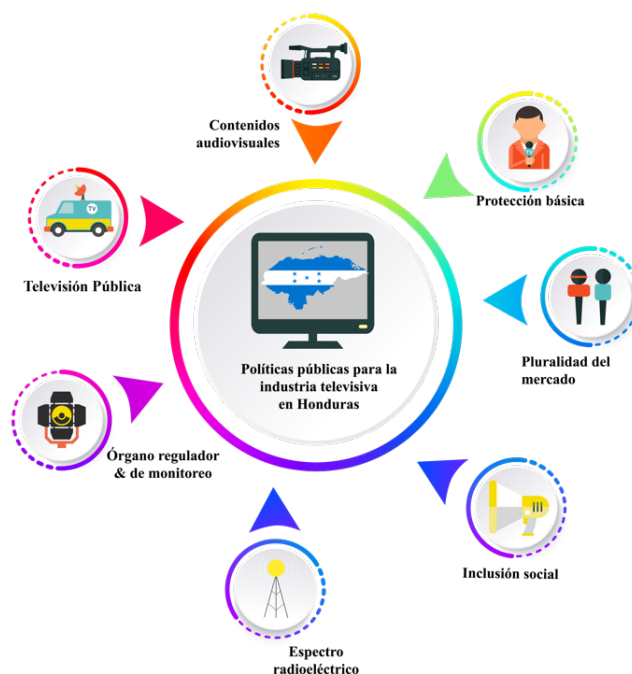 Contenidos
audiovisuales
Protección básica
TV
Televisión Pública
Políticas públicas para la
industria televisiva
en Honduras
Pluralidad del
mercado
Órgano regulador
& de monitoreo
Inclusión social
Espectro
radioeléctrico